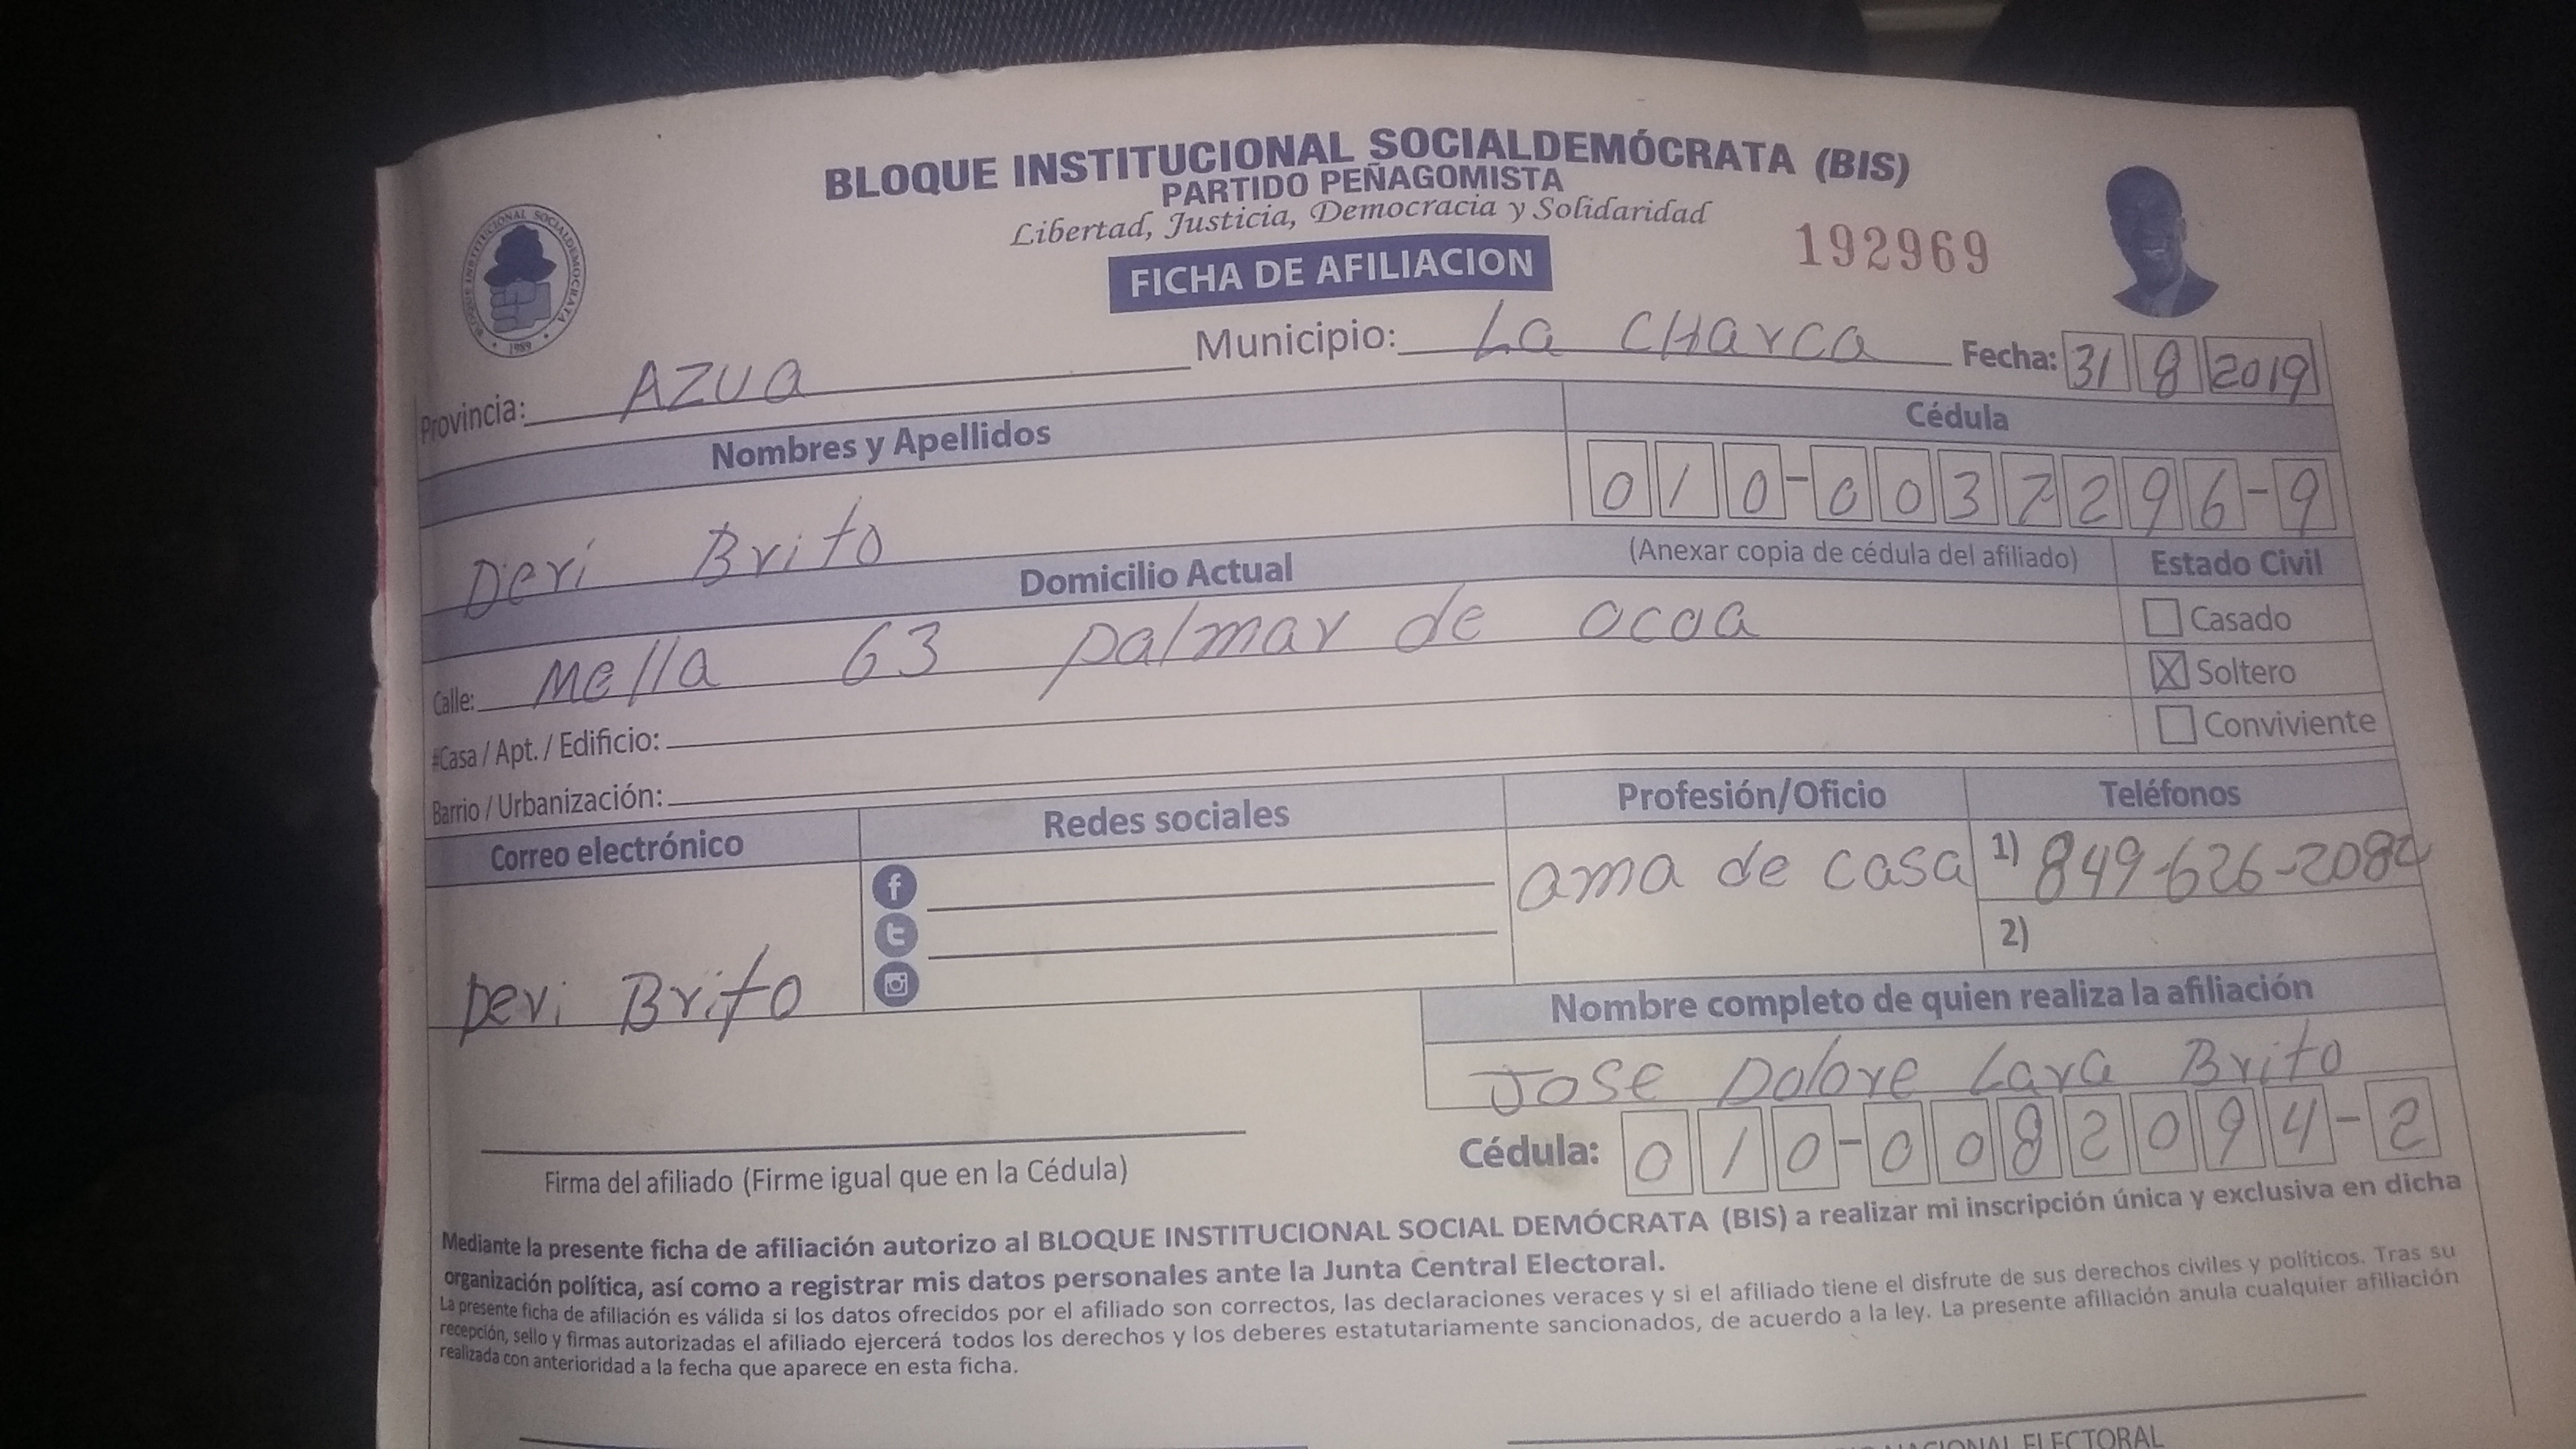 BLOQUE INSTITUCIONAL SOCIALDEMÓCRATA (BIS)
PARTIDO PEÑAGOMISTA
Libertad, Justicia, Democracia y Solidaridad
BLOQUE INSTITUCIONAL SOCIALDEMOCRATA
1989
FICHA DE AFILIACION
192969
Provincia: AZUA Municipio: La CHarca Fecha: 31 8 2019
Nombres y Apellidos Cédula
Deri Brito 010-0037296-9
Domicilio Actual (Anexar copia de cédula del afiliado) Estado Civil
Calle: Mella 63 palmar de ocoa
Casado
X Soltero
Conviviente
#Casa / Apt. / Edificio:
Barrio / Urbanización:
Correo electrónico Redes sociales Profesión/Oficio Teléfonos
ama de casa 1) 849-626-208
2)
Deri Brito
Nombre completo de quien realiza la afiliación
JOSE Dolore Lara Brito
Cédula: 010-0082094-2
Firma del afiliado (Firme igual que en la Cédula)
Mediante la presente ficha de afiliación autorizo al BLOQUE INSTITUCIONAL SOCIAL DEMÓCRATA (BIS) a realizar mi inscripción única y exclusiva en dicha
organización política, así como a registrar mis datos personales ante la Junta Central Electoral.
La presente ficha de afiliación es válida si los datos ofrecidos por el afiliado son correctos, las declaraciones veraces y si el afiliado tiene el disfrute de sus derechos civiles y políticos. Tras su
recepción, sello y firmas autorizadas el afiliado ejercerá todos los derechos y los deberes estatutariamente sancionados, de acuerdo a la ley. La presente afiliación anula cualquier afiliación
realizada con anterioridad a la fecha que aparece en esta ficha.
ELECTORAL